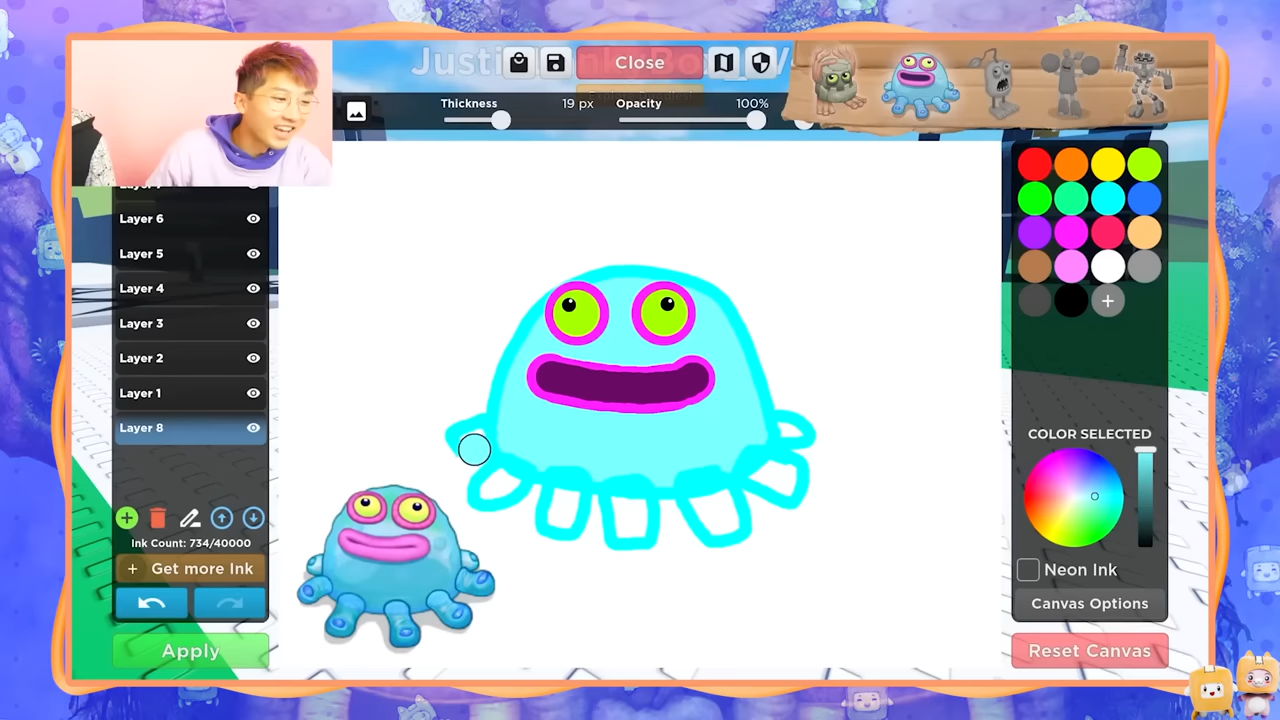 Close
Thickness
19 px
Opacity
100%
Layer 6
Layer 5
Layer 4
Layer 3
Layer 2
Layer 1
Layer 8
Ink Count: 734/40000
+ Get more Ink
Apply
COLOR SELECTED
Neon Ink
Canvas Options
Reset Canvas